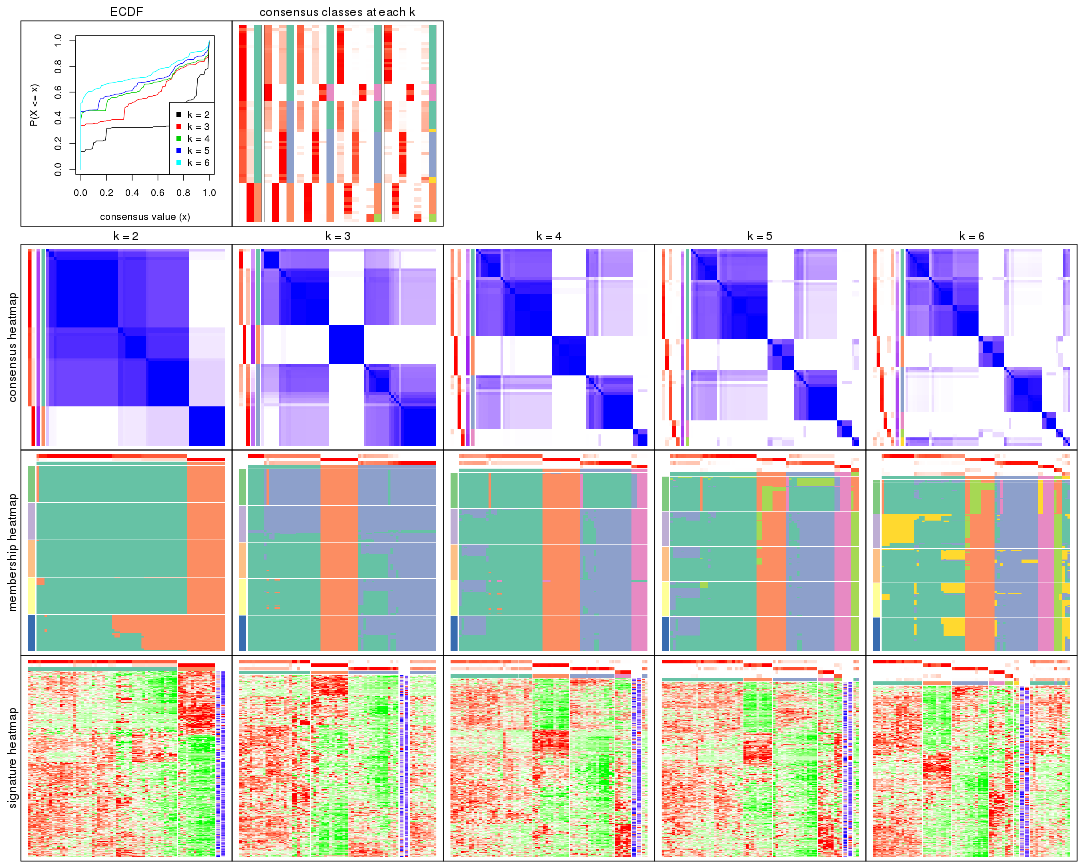 ECDF
consensus classes at each k
P(X <= x)
0.0 0.2 0.4 0.6 0.8 1.0
k = 2
k = 3
k = 4
k = 5
k = 6
0.0 0.2 0.4 0.6 0.8 1.0
consensus value (x)
k = 2
k = 3
k = 4
k = 5
k = 6
consensus heatmap
membership heatmap
signature heatmap